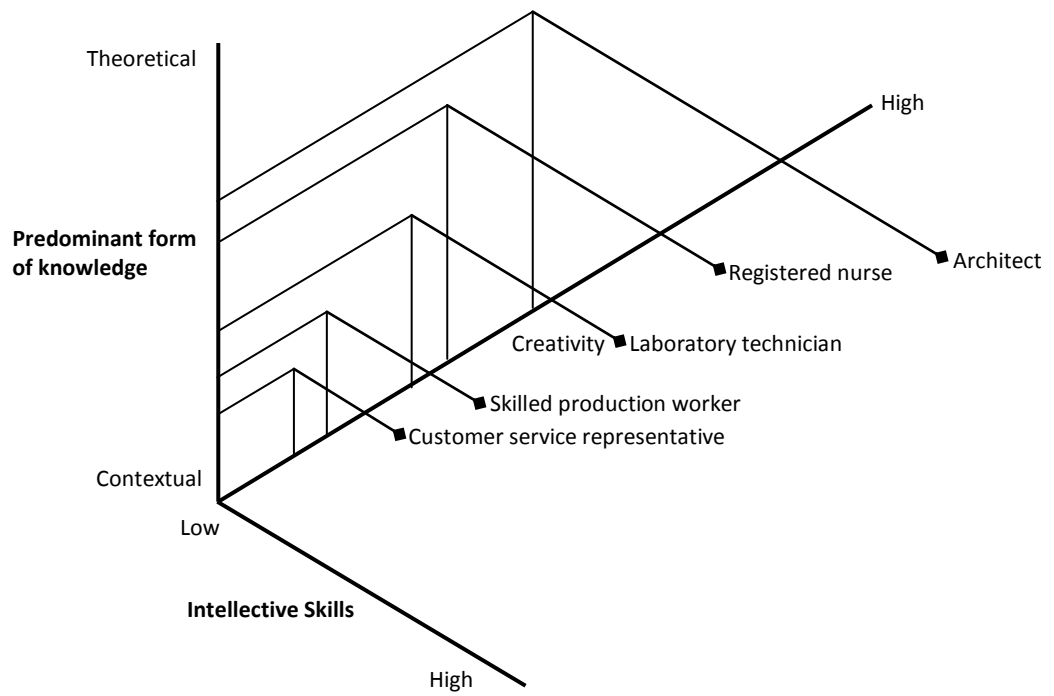 Theoretical
High
Predominant form
of knowledge
Architect
Registered nurse
Creativity
Laboratory technician
Skilled production worker
Customer service representative
Contextual
Low
Intellective Skills
High